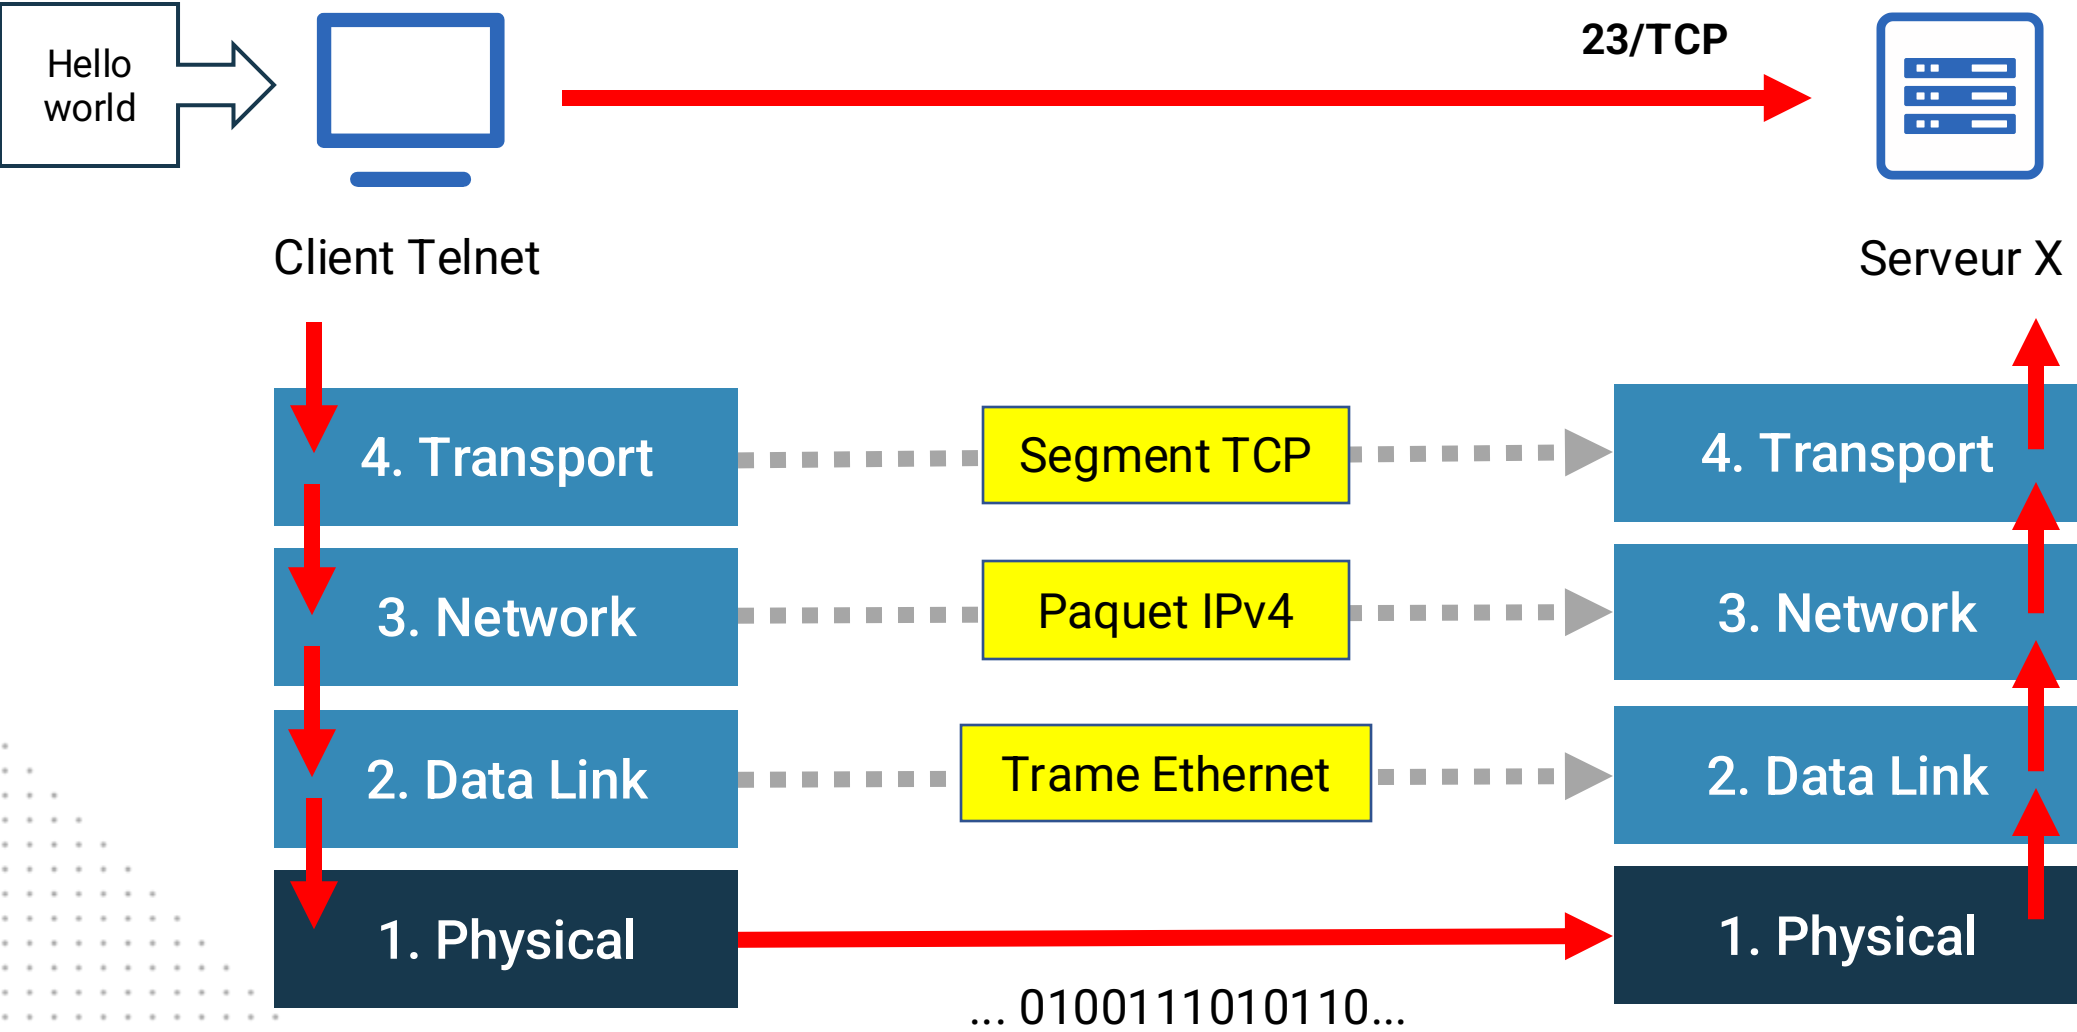 Hello
world
23/TCP
Client Telnet
Serveur X
4. Transport
Segment TCP
4. Transport
3. Network
Paquet IPv4
3. Network
2. Data Link
Trame Ethernet
2. Data Link
1. Physical
1. Physical
... 0100111010110...